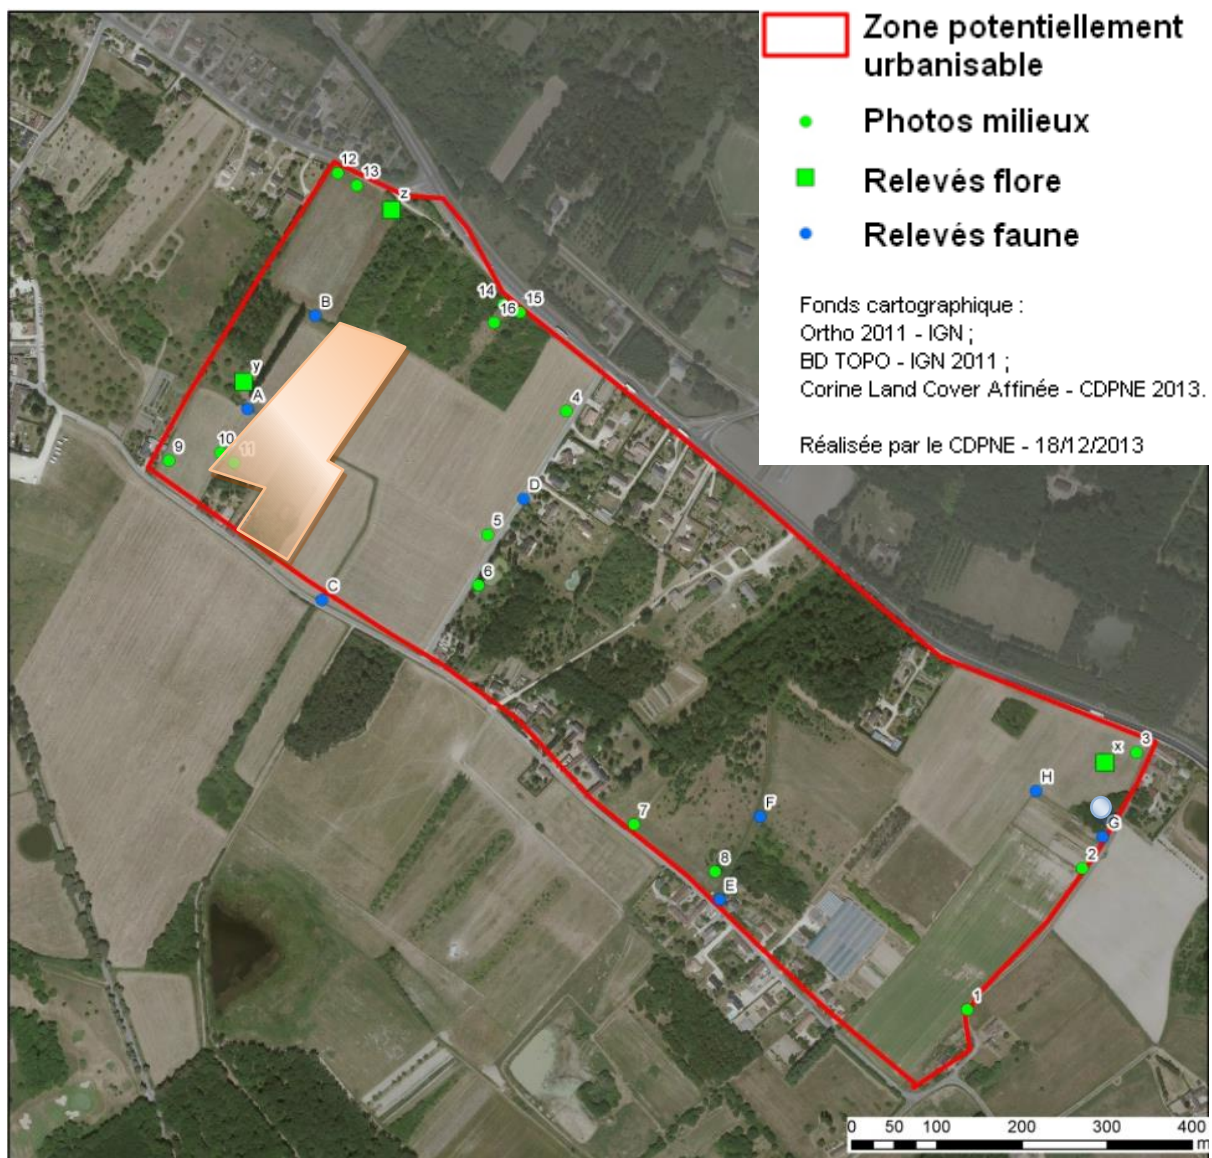 Zone potentiellement
urbanisable
Photos milieux
Relevés flore
Relevés faune
Fonds cartographique :
Ortho 2011 - IGN ;
BD TOPO - IGN 2011 ;
Corine Land Cover Affinée - CDPNE 2013.
Réalisée par le CDPNE - 18/12/2013
12
13
z
14
15
16
B
y
A
4
9
10
11
D
5
6
C
3
x
H
7
F
G
2
8
E
1
0 50 100 200 300 400
m